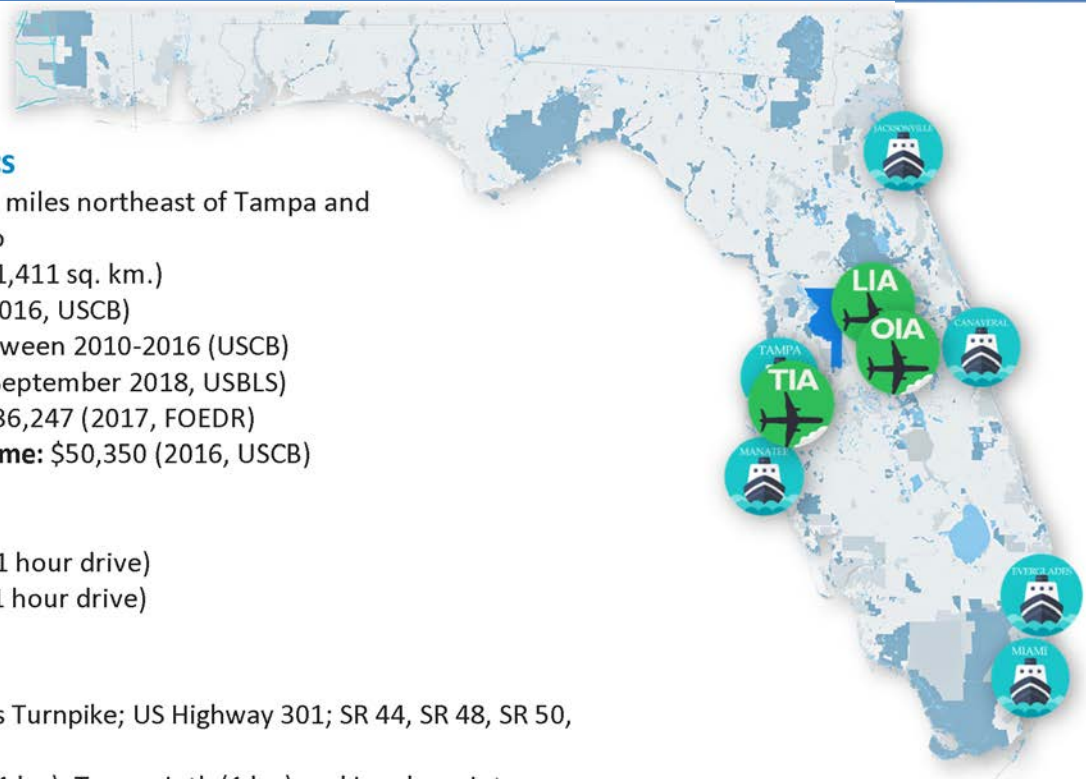 miles northeast of Tampa and
1,411 sq. km.)
016, USCB)
ween 2010-2016 (USCB)
September 2018, USBLS)
36,247 (2017, FOEDR)
me: $50,350 (2016, USCB)
1 hour drive)
1 hour drive)
s Turnpike; US Highway 301; SR 44, SR 48, SR 50,
JACKSONVILLE
LIA
OIA
CANAVERAL
TAMPA
TIA
MANATEE
EVERGLADES
MIAMI